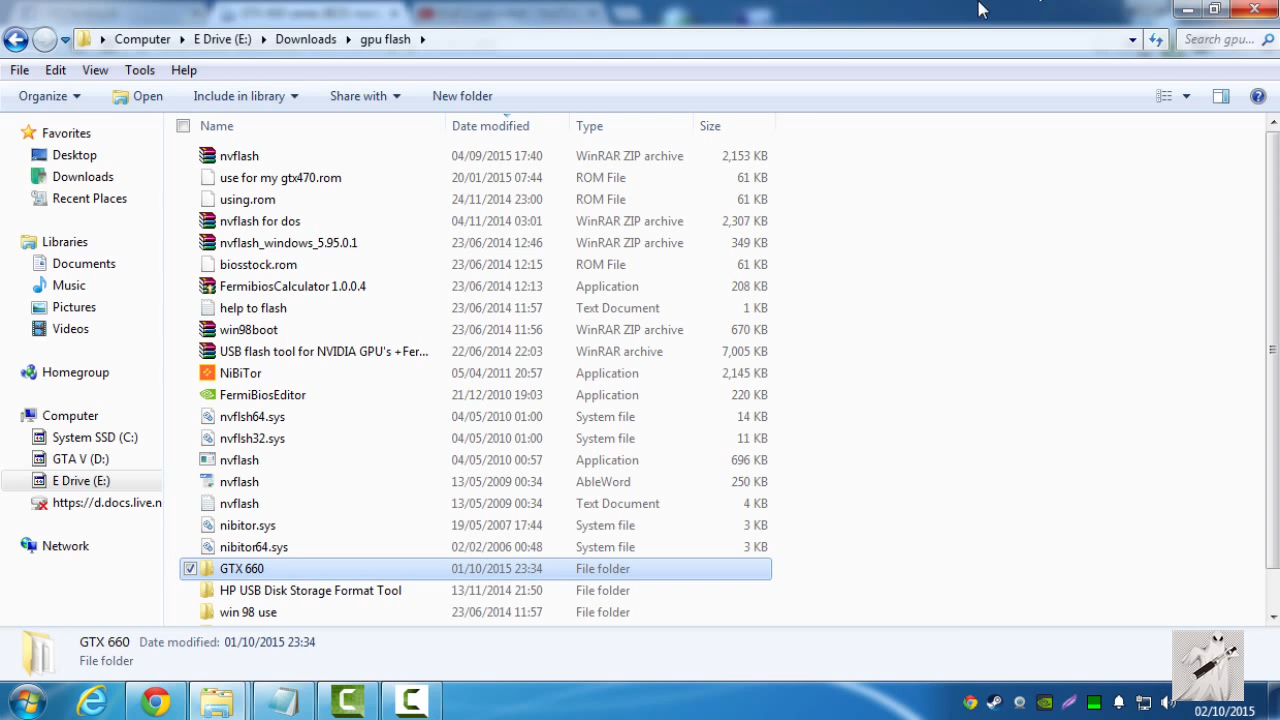 Computer E Drive (E:) Downloads gpu flash
Search gpu...
File Edit View Tools Help
Organize Open Include in library Share with New folder
Name Date modified Type Size
Favorites
Desktop
Downloads
Recent Places
Libraries
Documents
Music
Pictures
Videos
Homegroup
Computer
System SSD (C:)
GTA V (D:)
E Drive (E:)
https://d.docs.live.n
Network
nvflash 04/09/2015 17:40 WinRAR ZIP archive 2,153 KB
use for my gtx470.rom 20/01/2015 07:44 ROM File 61 KB
using.rom 24/11/2014 23:00 ROM File 61 KB
nvflash for dos 04/11/2014 03:01 WinRAR ZIP archive 2,307 KB
nvflash_windows_5.95.0.1 23/06/2014 12:46 WinRAR ZIP archive 349 KB
biosstock.rom 23/06/2014 12:15 ROM File 61 KB
FermibiosCalculator 1.0.0.4 23/06/2014 12:13 Application 208 KB
help to flash 23/06/2014 11:57 Text Document 1 KB
win98boot 23/06/2014 11:56 WinRAR ZIP archive 670 KB
USB flash tool for NVIDIA GPU's +Fer... 22/06/2014 22:03 WinRAR archive 7,005 KB
NiBiTor 05/04/2011 20:57 Application 2,145 KB
FermiBiosEditor 21/12/2010 19:03 Application 220 KB
nvflsh64.sys 04/05/2010 01:00 System file 14 KB
nvflsh32.sys 04/05/2010 01:00 System file 11 KB
nvflash 04/05/2010 00:57 Application 696 KB
nvflash 13/05/2009 00:34 AbleWord 250 KB
nvflash 13/05/2009 00:34 Text Document 4 KB
nibitor.sys 19/05/2007 17:44 System file 3 KB
nibitor64.sys 02/02/2006 00:48 System file 3 KB
GTX 660 01/10/2015 23:34 File folder
HP USB Disk Storage Format Tool 13/11/2014 21:50 File folder
win 98 use 23/06/2014 11:57 File folder
GTX 660 Date modified: 01/10/2015 23:34
File folder
02/10/2015